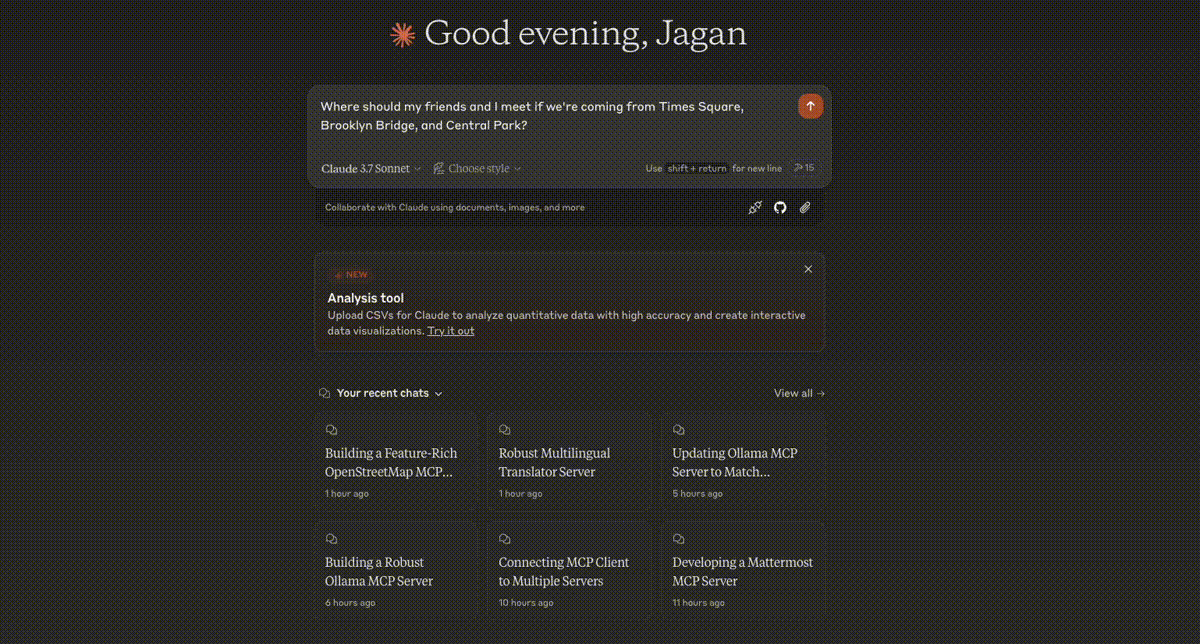 Good evening, Jagan
Where should my friends and I meet if we're coming from Times Square,
Brooklyn Bridge, and Central Park?
Claude 3.7 Sonnet
Choose style
Use shift + return for new line
15
Collaborate with Claude using documents, images, and more
NEW
Analysis tool
Upload CSVs for Claude to analyze quantitative data with high accuracy and create interactive
data visualizations. Try it out
Your recent chats
View all →
Building a Feature-Rich
OpenStreetMap MCP...
1 hour ago
Robust Multilingual
Translator Server
1 hour ago
Updating Ollama MCP
Server to Match...
5 hours ago
Building a Robust
Ollama MCP Server
6 hours ago
Connecting MCP Client
to Multiple Servers
10 hours ago
Developing a Mattermost
MCP Server
11 hours ago